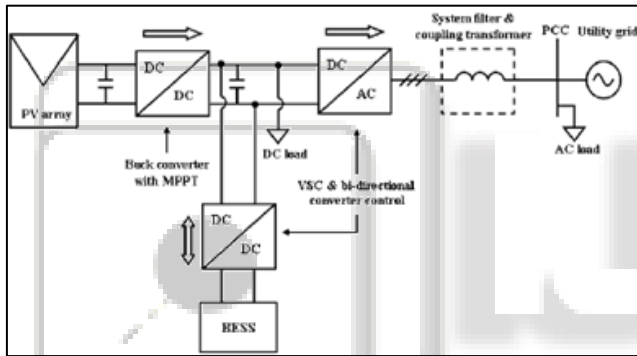 System filter &
coupling transformer
PCC Utility grid
DC
DC
DC
AC
PV array
DC load
AC load
Buck converter
with MPPT
VSC & bi-directional
converter control
DC
DC
BESS